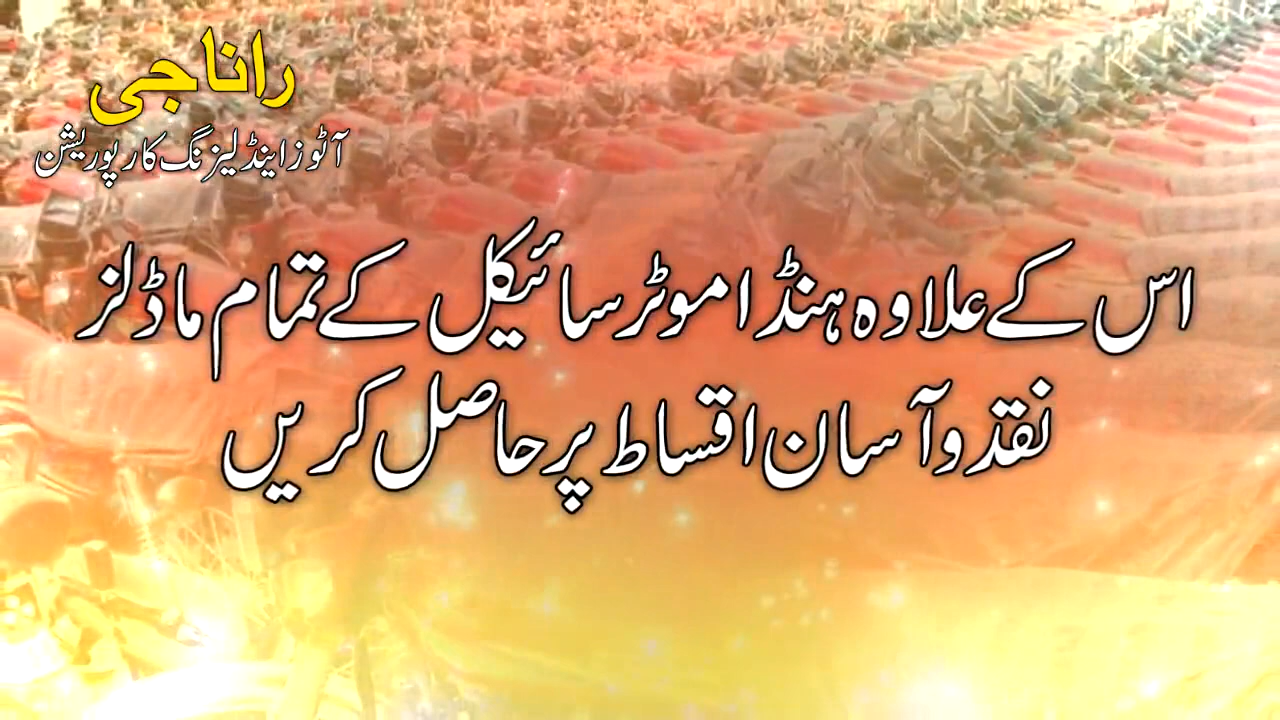 راناجی
آٹوز اینڈ لیزنگ کارپوریشن
اس کے علاوہ ہنڈا موٹر سائیکل کے تمام ماڈلز
نقد و آسان اقساط پر حاصل کریں